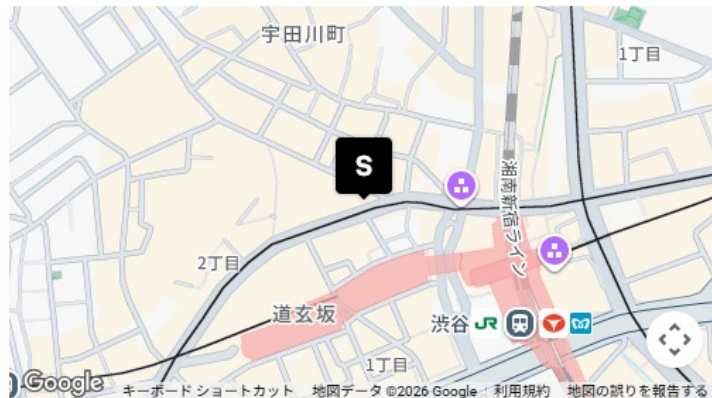 宇田川町
1丁目
S
湘南新宿ライン
2丁目
道玄坂
渋谷 JR
1丁目
Google
キーボード ショートカット 地図データ ©2026 Google 利用規約 地図の誤りを報告する